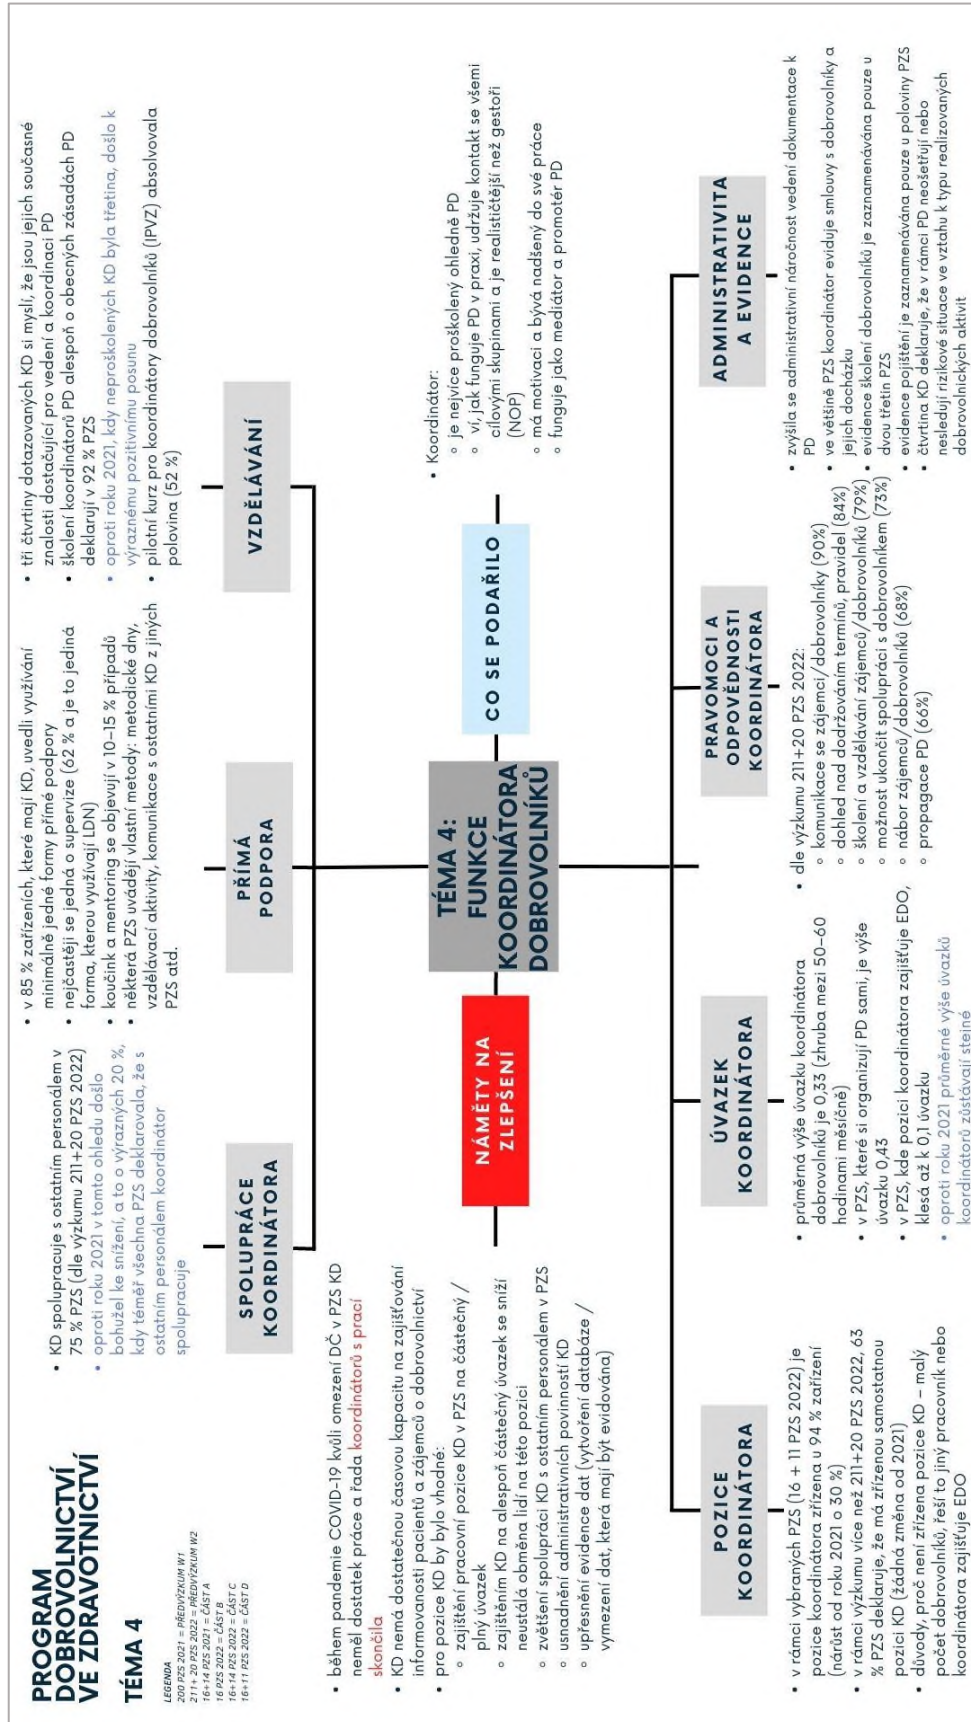 PROGRAM
DOBROVOLNICTVÍ
VE ZDRAVOTNICTVÍ
TÉMA 4
LEGENDA
200 PZS 2021 = PŘEDVÝZKUM W1
211+ 20 PZS 2022 = PŘEDVÝZKUM W2
16+14 PZS 2021 = ČÁST A
16 PZS 2022 = ČÁST B
16+14 PZS 2022 = ČÁST C
16+11 PZS 2022 = ČÁST D
• KD spolupracuje s ostatním personálem v
75 % PZS (dle výzkumu 211+20 PZS 2022)
• oproti roku 2021 v tomto ohledu došlo
bohužel ke snížení, a to o výrazných 20 %,
kdy téměř všechna PZS deklarovala, že s
ostatním personálem koordinátor
spolupracuje
SPOLUPRÁCE
KOORDINÁTORA
• v 85 % zařízeních, které mají KD, uvedli využívání
minimálně jedné formy přímé podpory
• nejčastěji se jedná o supervize (62 % a je to jediná
forma, kterou využívají LDN)
• koučink a mentoring se objevují v 10–15 % případů
• některá PZS uvádějí vlastní metody: metodické dny,
vzdělávací aktivity, komunikace s ostatními KD z jiných
PZS atd.
PŘÍMÁ
PODPORA
• tři čtvrtiny dotazovaných KD si myslí, že jsou jejich současné
znalosti dostačující pro vedení a koordinaci PD
• školení koordinátorů PD alespoň o obecných zásadách PD
deklarují v 92 % PZS
• oproti roku 2021, kdy neproškolených KD byla třetina, došlo k
výraznému pozitivnímu posunu
• pilotní kurz pro koordinátory dobrovolníků (IPVZ) absolvovala
polovina (52 %)
VZDĚLÁVÁNÍ
• během pandemie COVID-19 kvůli omezení DČ v PZS KD
neměl dostatek práce a řada koordinátorů s prací
skončila
• KD nemá dostatečnou časovou kapacitu na zajišťování
informovanosti pacientů a zájemců o dobrovolnictví
• pro pozice KD by bylo vhodné:
○ zajištění pracovní pozice KD v PZS na částečný /
plný úvazek
○ zajištěním KD na alespoň částečný úvazek se sníží
neustálá obměna lidí na této pozici
○ zvětšení spolupráci KD s ostatním personálem v PZS
○ usnadnění administrativních povinností KD
○ upřesnění evidence dat (vytvoření databáze /
vymezení dat, která mají být evidována)
NÁMĚTY NA
ZLEPŠENÍ
TÉMA 4:
FUNKCE
KOORDINÁTORA
DOBROVOLNÍKŮ
CO SE PODAŘILO
• Koordinátor:
○ je nejvíce proškolený ohledně PD
○ ví, jak funguje PD v praxi, udržuje kontakt se všemi
cílovými skupinami a je realističtější než gestoři
(NOP)
○ má motivaci a bývá nadšený do své práce
○ funguje jako mediátor a promotér PD
POZICE
KOORDINÁTORA
• v rámci vybraných PZS (16 + 11 PZS 2022) je
pozice koordinátora zřízena u 94 % zařízení
(nárůst od roku 2021 o 30 %)
• v rámci výzkumu více než 211+20 PZS 2022, 63
% PZS deklaruje, že má zřízenou samostatnou
pozici KD (žádná změna od 2021)
• důvody, proč není zřízena pozice KD – malý
počet dobrovolníků, řeší to jiný pracovník nebo
koordinátora zajišťuje EDO
ÚVAZEK
KOORDINÁTORA
• průměrná výše úvazku koordinátora
dobrovolníků je 0,33 (zhruba mezi 50–60
hodinami měsíčně)
• v PZS, které si organizují PD sami, je výše
úvazku 0,43
• v PZS, kde pozici koordinátora zajišťuje EDO,
klesá až k 0,1 úvazku
• oproti roku 2021 průměrné výše úvazků
koordinátorů zůstávají stejné
PRAVOMOCI A
ODPOVĚDNOSTI
KOORDINÁTORA
• dle výzkumu 211+20 PZS 2022:
○ komunikace se zájemci/dobrovolníky (90%)
○ dohled nad dodržováním termínů, pravidel (84%)
○ školení a vzdělávání zájemců/dobrovolníků (79%)
○ možnost ukončit spolupráci s dobrovolníkem (73%)
○ nábor zájemců/dobrovolníků (68%)
○ propagace PD (66%)
ADMINISTRATIVITA
A EVIDENCE
• zvýšila se administrativní náročnost vedení dokumentace k
PD
• ve většině PZS koordinátor eviduje smlouvy s dobrovolníky a
jejich docházku
• evidence školení dobrovolníků je zaznamenávána pouze u
dvou třetin PZS
• evidence pojištění je zaznamenávána pouze u poloviny PZS
• čtvrtina KD deklaruje, že v rámci PD neošetřují nebo
nesledují rizikové situace ve vztahu k typu realizovaných
dobrovolnických aktivit